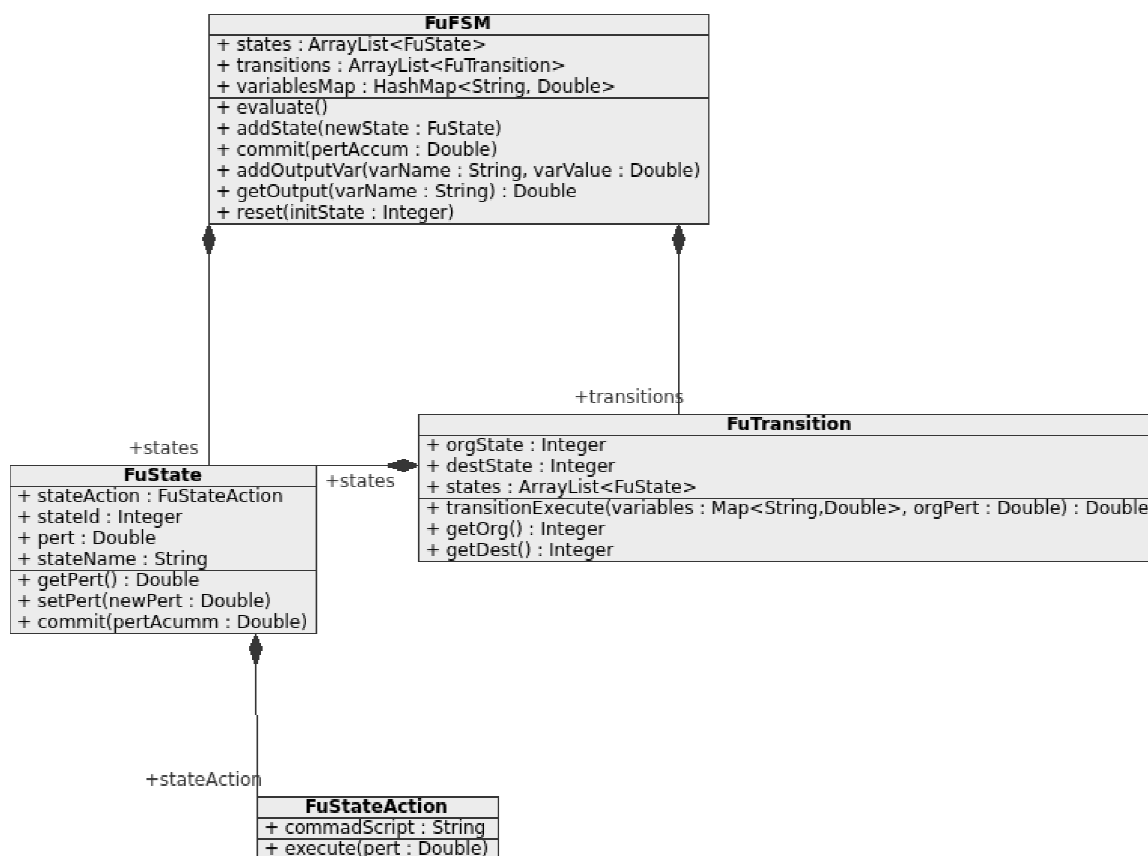 FuFSM
+ states : ArrayList<FuState>
+ transitions : ArrayList<FuTransition>
+ variablesMap : HashMap<String, Double>
+ evaluate()
+ addState(newState : FuState)
+ commit(pertAccum : Double)
+ addOutputVar(varName : String, varValue : Double)
+ getOutput(varName : String) : Double
+ reset(initState : Integer)
+transitions
+states
FuTransition
+ orgState : Integer
+ destState : Integer
+ states : ArrayList<FuState>
+ transitionExecute(variables : Map<String,Double>, orgPert : Double) : Double
+ getOrg() : Integer
+ getDest() : Integer
+states
FuState
+ stateAction : FuStateAction
+ stateId : Integer
+ pert : Double
+ stateName : String
+ getPert() : Double
+ setPert(newPert : Double)
+ commit(pertAcumm : Double)
+stateAction
FuStateAction
+ commadScript : String
+ execute(pert : Double)